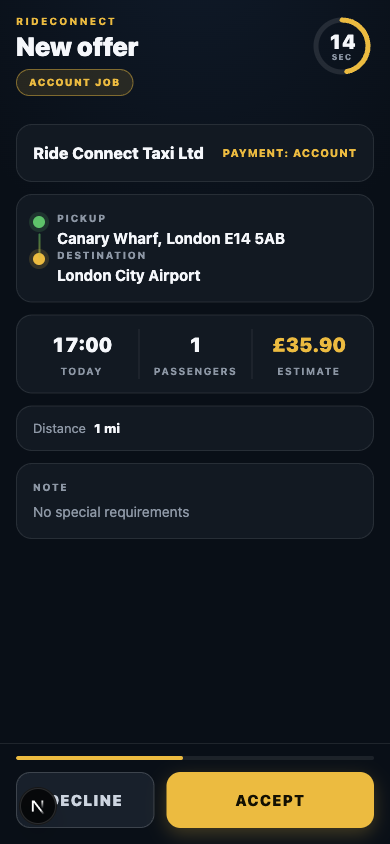 RIDECONNECT
New offer
ACCOUNT JOB
14
SEC
Ride Connect Taxi Ltd
PAYMENT: ACCOUNT
PICKUP
Canary Wharf, London E14 5AB
DESTINATION
London City Airport
17:00
TODAY
1
PASSENGERS
£35.90
ESTIMATE
Distance 1 mi
NOTE
No special requirements
N
DECLINE
ACCEPT